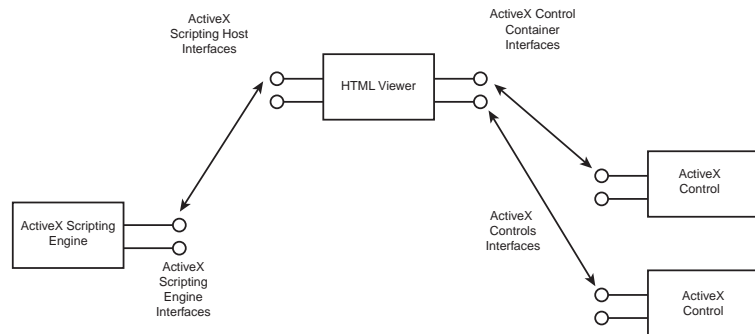 ActiveX
Scripting Host
Interfaces
ActiveX Control
Container
Interfaces
HTML Viewer
ActiveX
Control
ActiveX Scripting
Engine
ActiveX
Controls
Interfaces
ActiveX
Scripting
Engine
Interfaces
ActiveX
Control